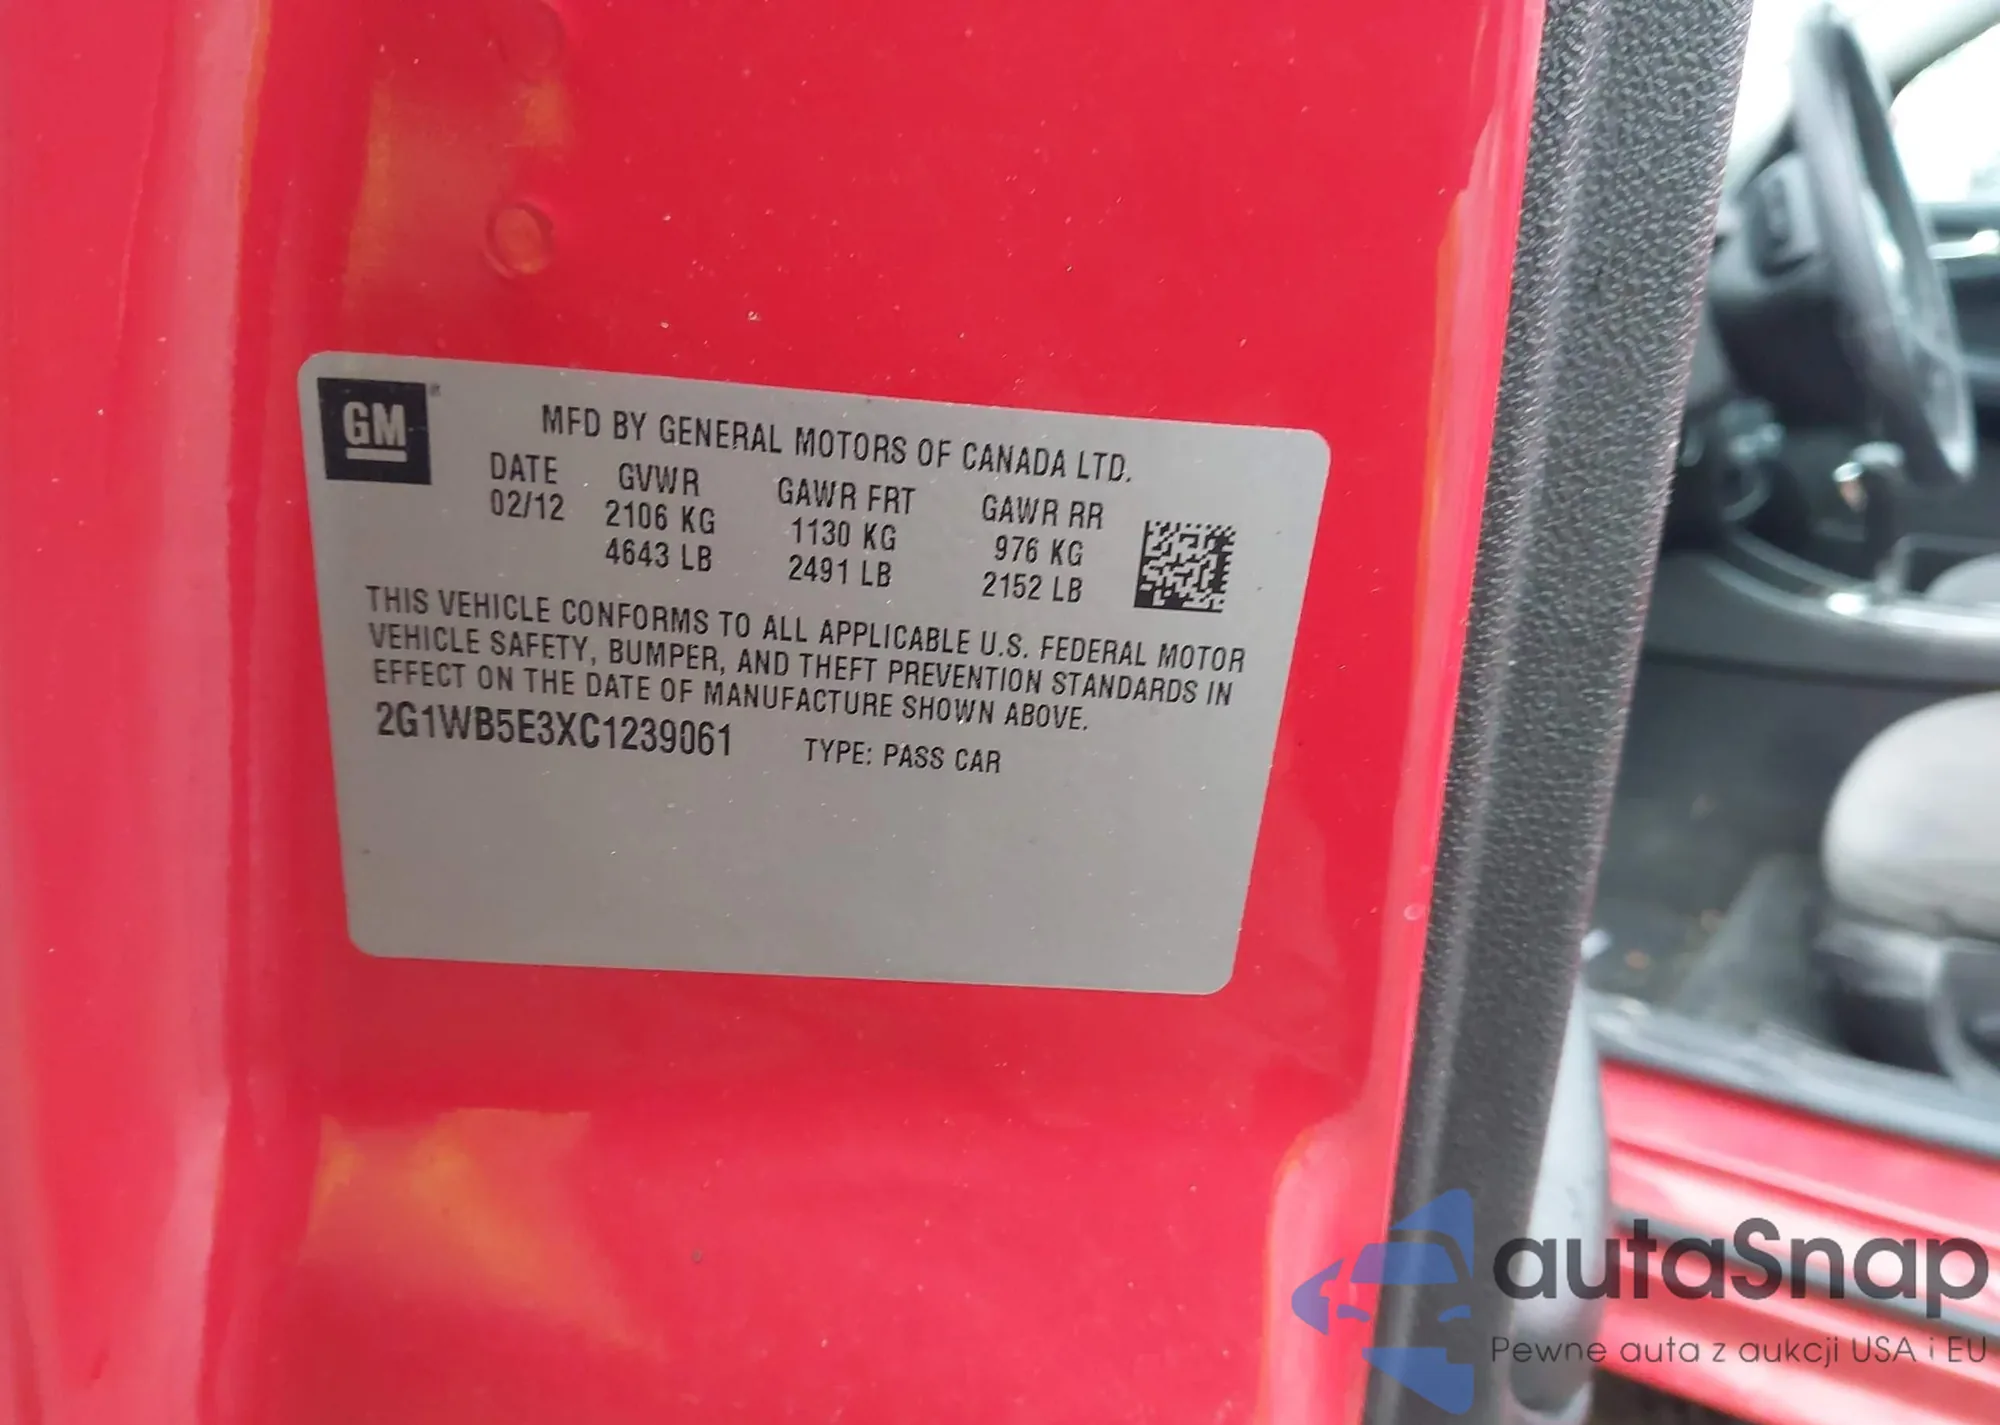 GM
MFD BY GENERAL MOTORS OF CANADA LTD.
DATE GVWR GAWR FRT GAWR RR
02/12 2106 KG 1130 KG 976 KG
4643 LB 2491 LB 2152 LB
THIS VEHICLE CONFORMS TO ALL APPLICABLE U.S. FEDERAL MOTOR
VEHICLE SAFETY, BUMPER, AND THEFT PREVENTION STANDARDS IN
EFFECT ON THE DATE OF MANUFACTURE SHOWN ABOVE.
2G1WB5E3XC1239061 TYPE: PASS CAR
autaSnap
Pewne auta z aukcji USA i EU